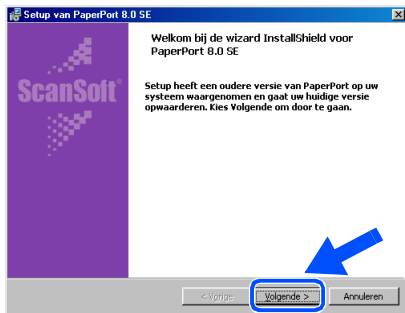 Setup van PaperPort 8.0 SE
Welkom bij de wizard InstallShield voor
PaperPort 8.0 SE
ScanSoft®
Setup heeft een oudere versie van PaperPort op uw
systeem waargenomen en gaat uw huidige versie
opwaarderen. Kies Volgende om door te gaan.
< Vorige
Volgende >
Annuleren